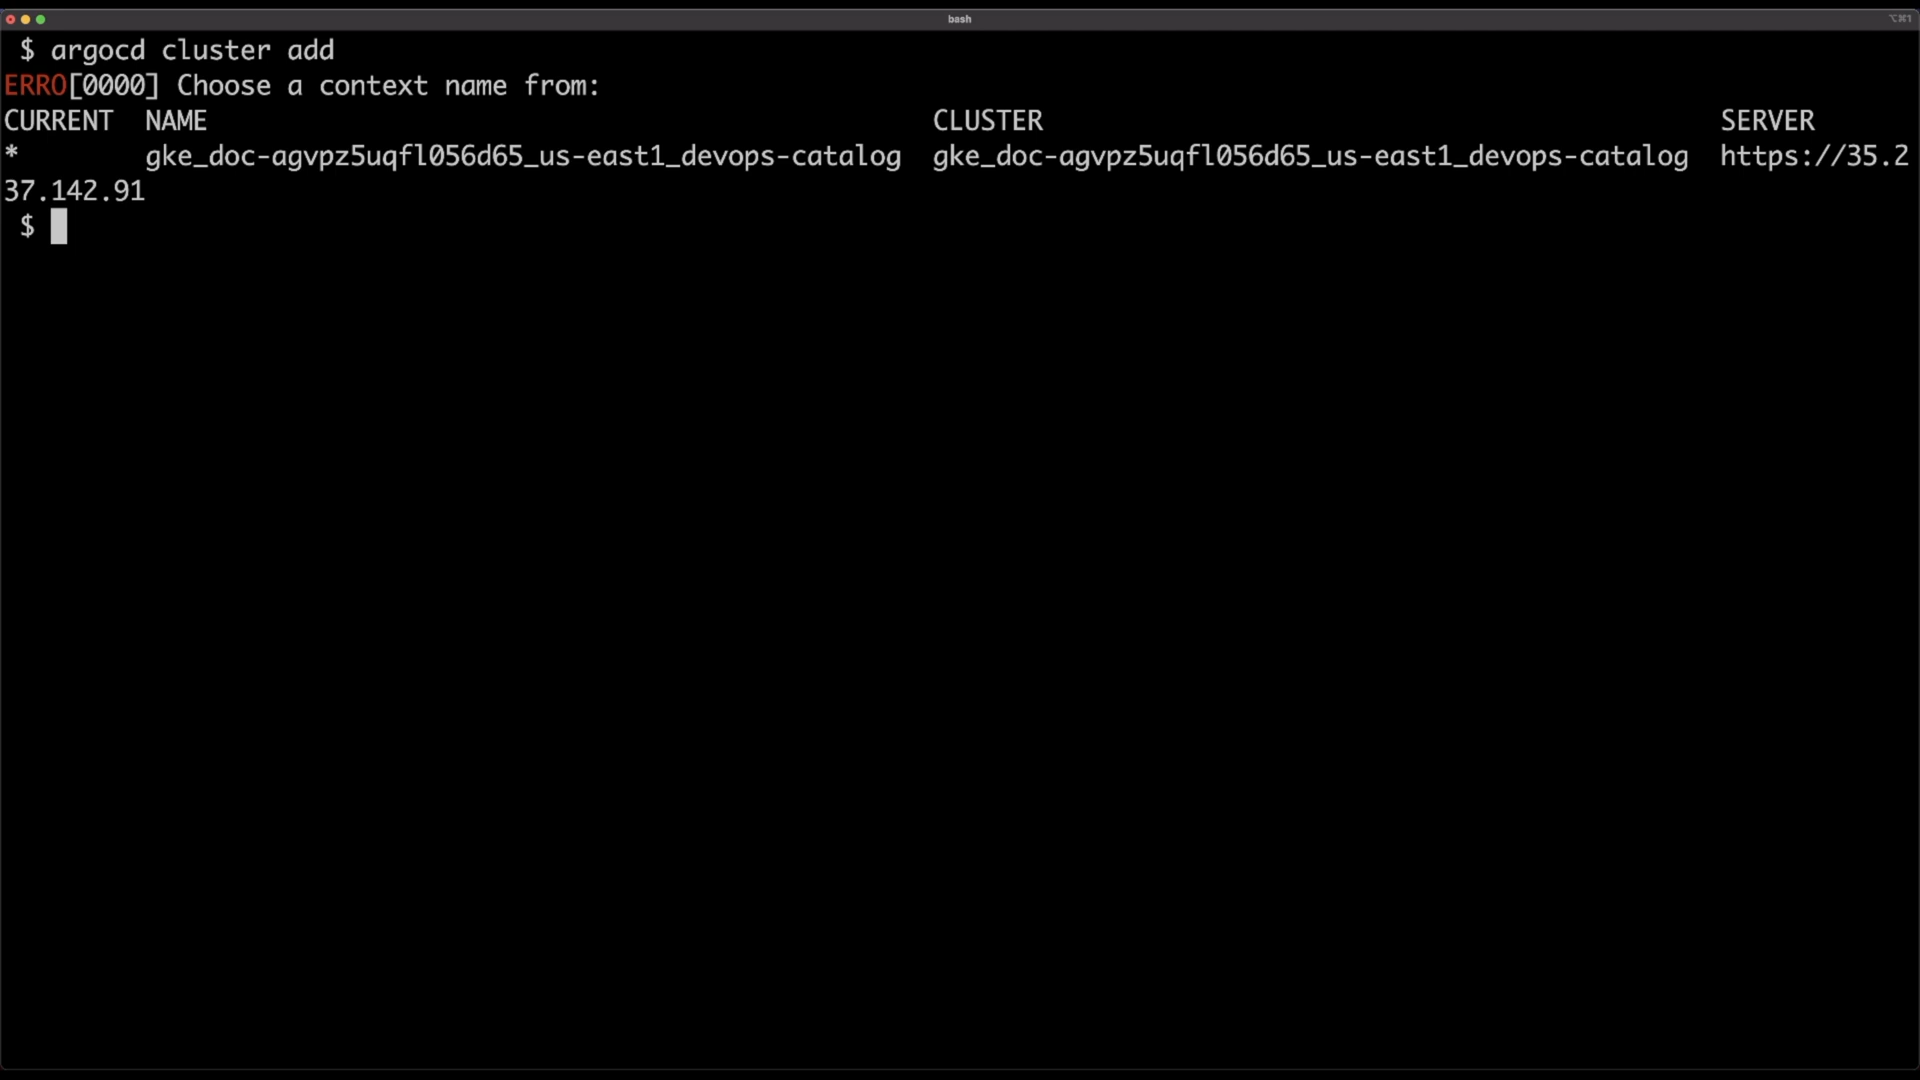 bash
⌥⌘1
$ argocd cluster add
ERRO[0000] Choose a context name from:
CURRENT  NAME                                              CLUSTER                                           SERVER
*        gke_doc-agvpz5uqfl056d65_us-east1_devops-catalog  gke_doc-agvpz5uqfl056d65_us-east1_devops-catalog  https://35.2
37.142.91
$